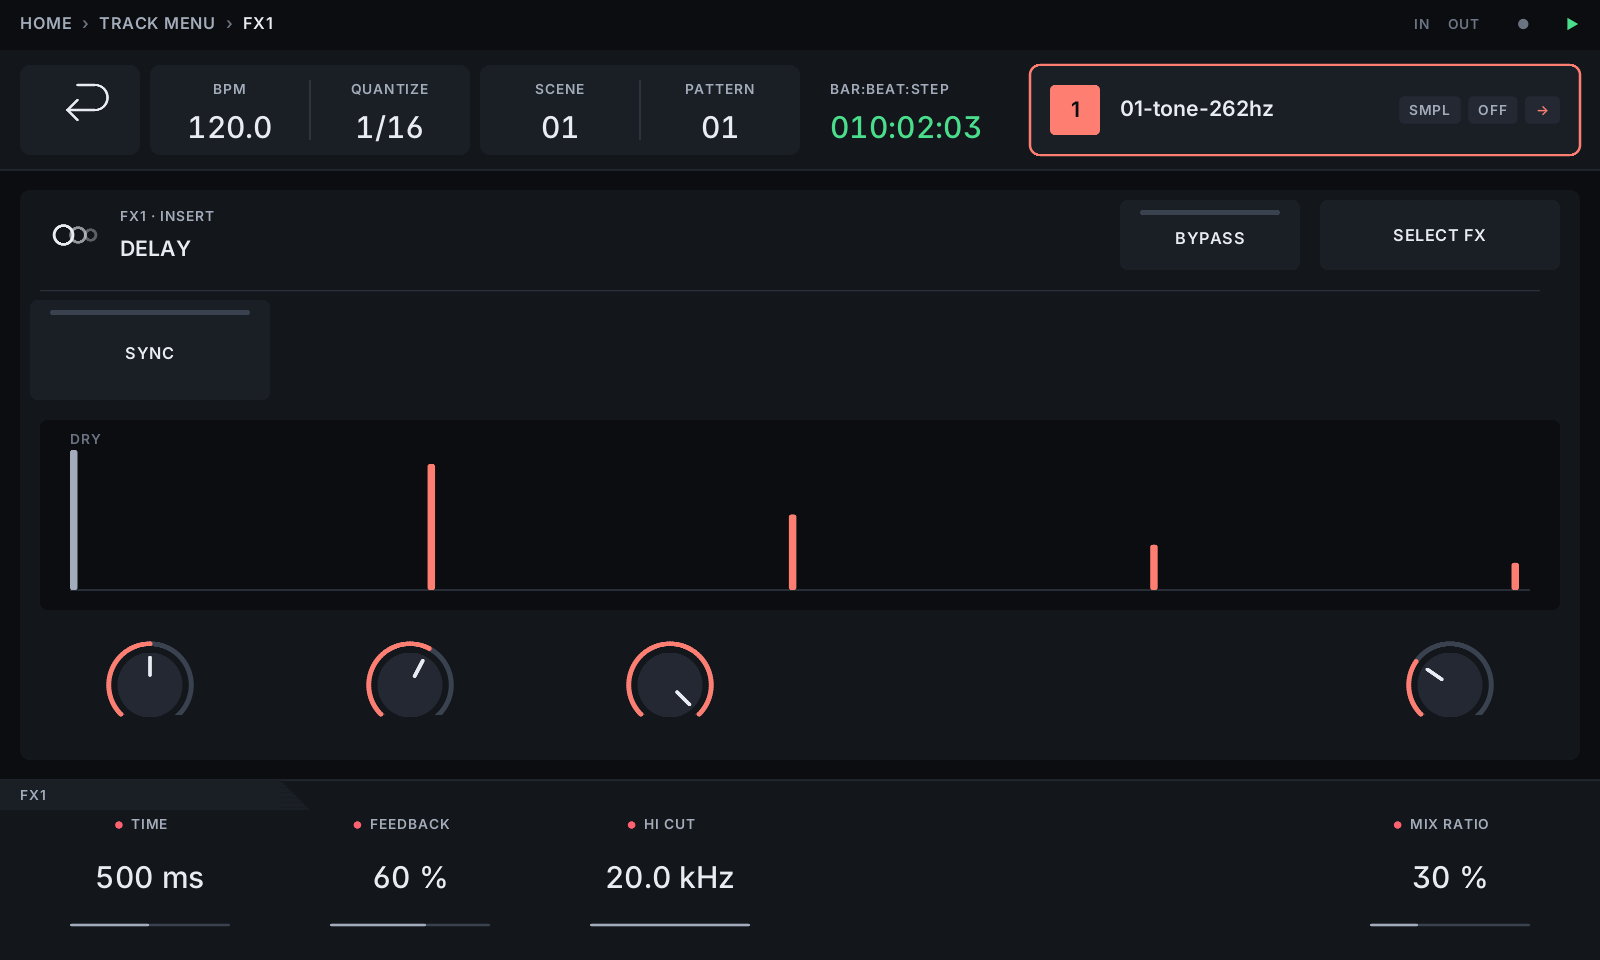 HOME › TRACK MENU › FX1
IN OUT
BPM
120.0
QUANTIZE
1/16
SCENE
01
PATTERN
01
BAR:BEAT:STEP
010:02:03
1
01-tone-262hz
SMPL
OFF
→
FX1 · INSERT
DELAY
BYPASS
SELECT FX
SYNC
DRY
FX1
TIME
500 ms
FEEDBACK
60 %
HI CUT
20.0 kHz
MIX RATIO
30 %